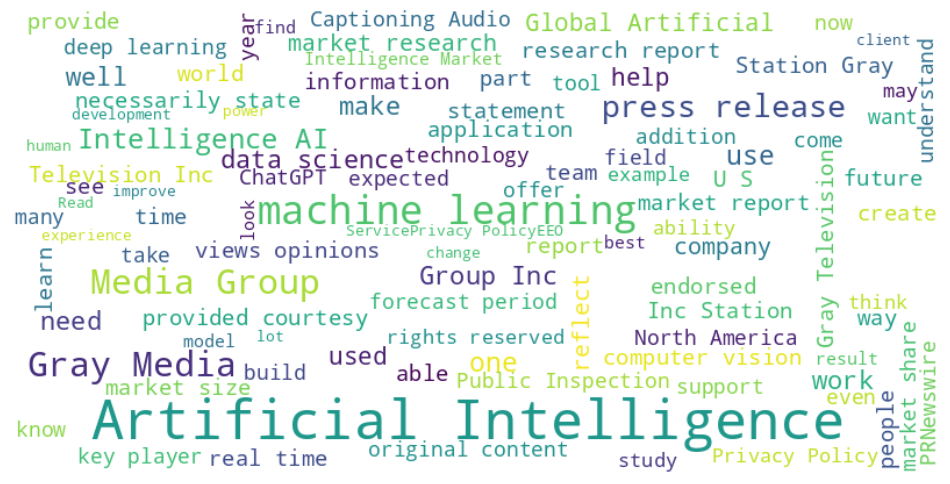 provide
year
find
Captioning Audio
Global Artificial
now
client
deep learning
market research
research report
Intelligence Market
Station Gray
understand
well
world
information
part
tool
help
may
necessarily state
development
power
make
statement
press release
want
human
Intelligence AI
application
addition
come
data science
technology
field
use
Television Inc
see
improve
ChatGPT
expected
team
offer
example
U S
future
Read
many
time
look
machine learning
market report
create
experience
ServicePrivacy PolicyEEO
ability
Gray Television
take
views opinions
change
report
best
company
learn
Media Group
Group Inc
reflect
endorsed
forecast period
Inc Station
think
need
provided courtesy
way
model
lot
rights reserved
North America
Gray Media
used
one
computer vision
result
market share
build
able
Public Inspection
support
work
market size
even
PRNewswire
Artificial Intelligence
people
know
key player
real time
original content
study
Privacy Policy